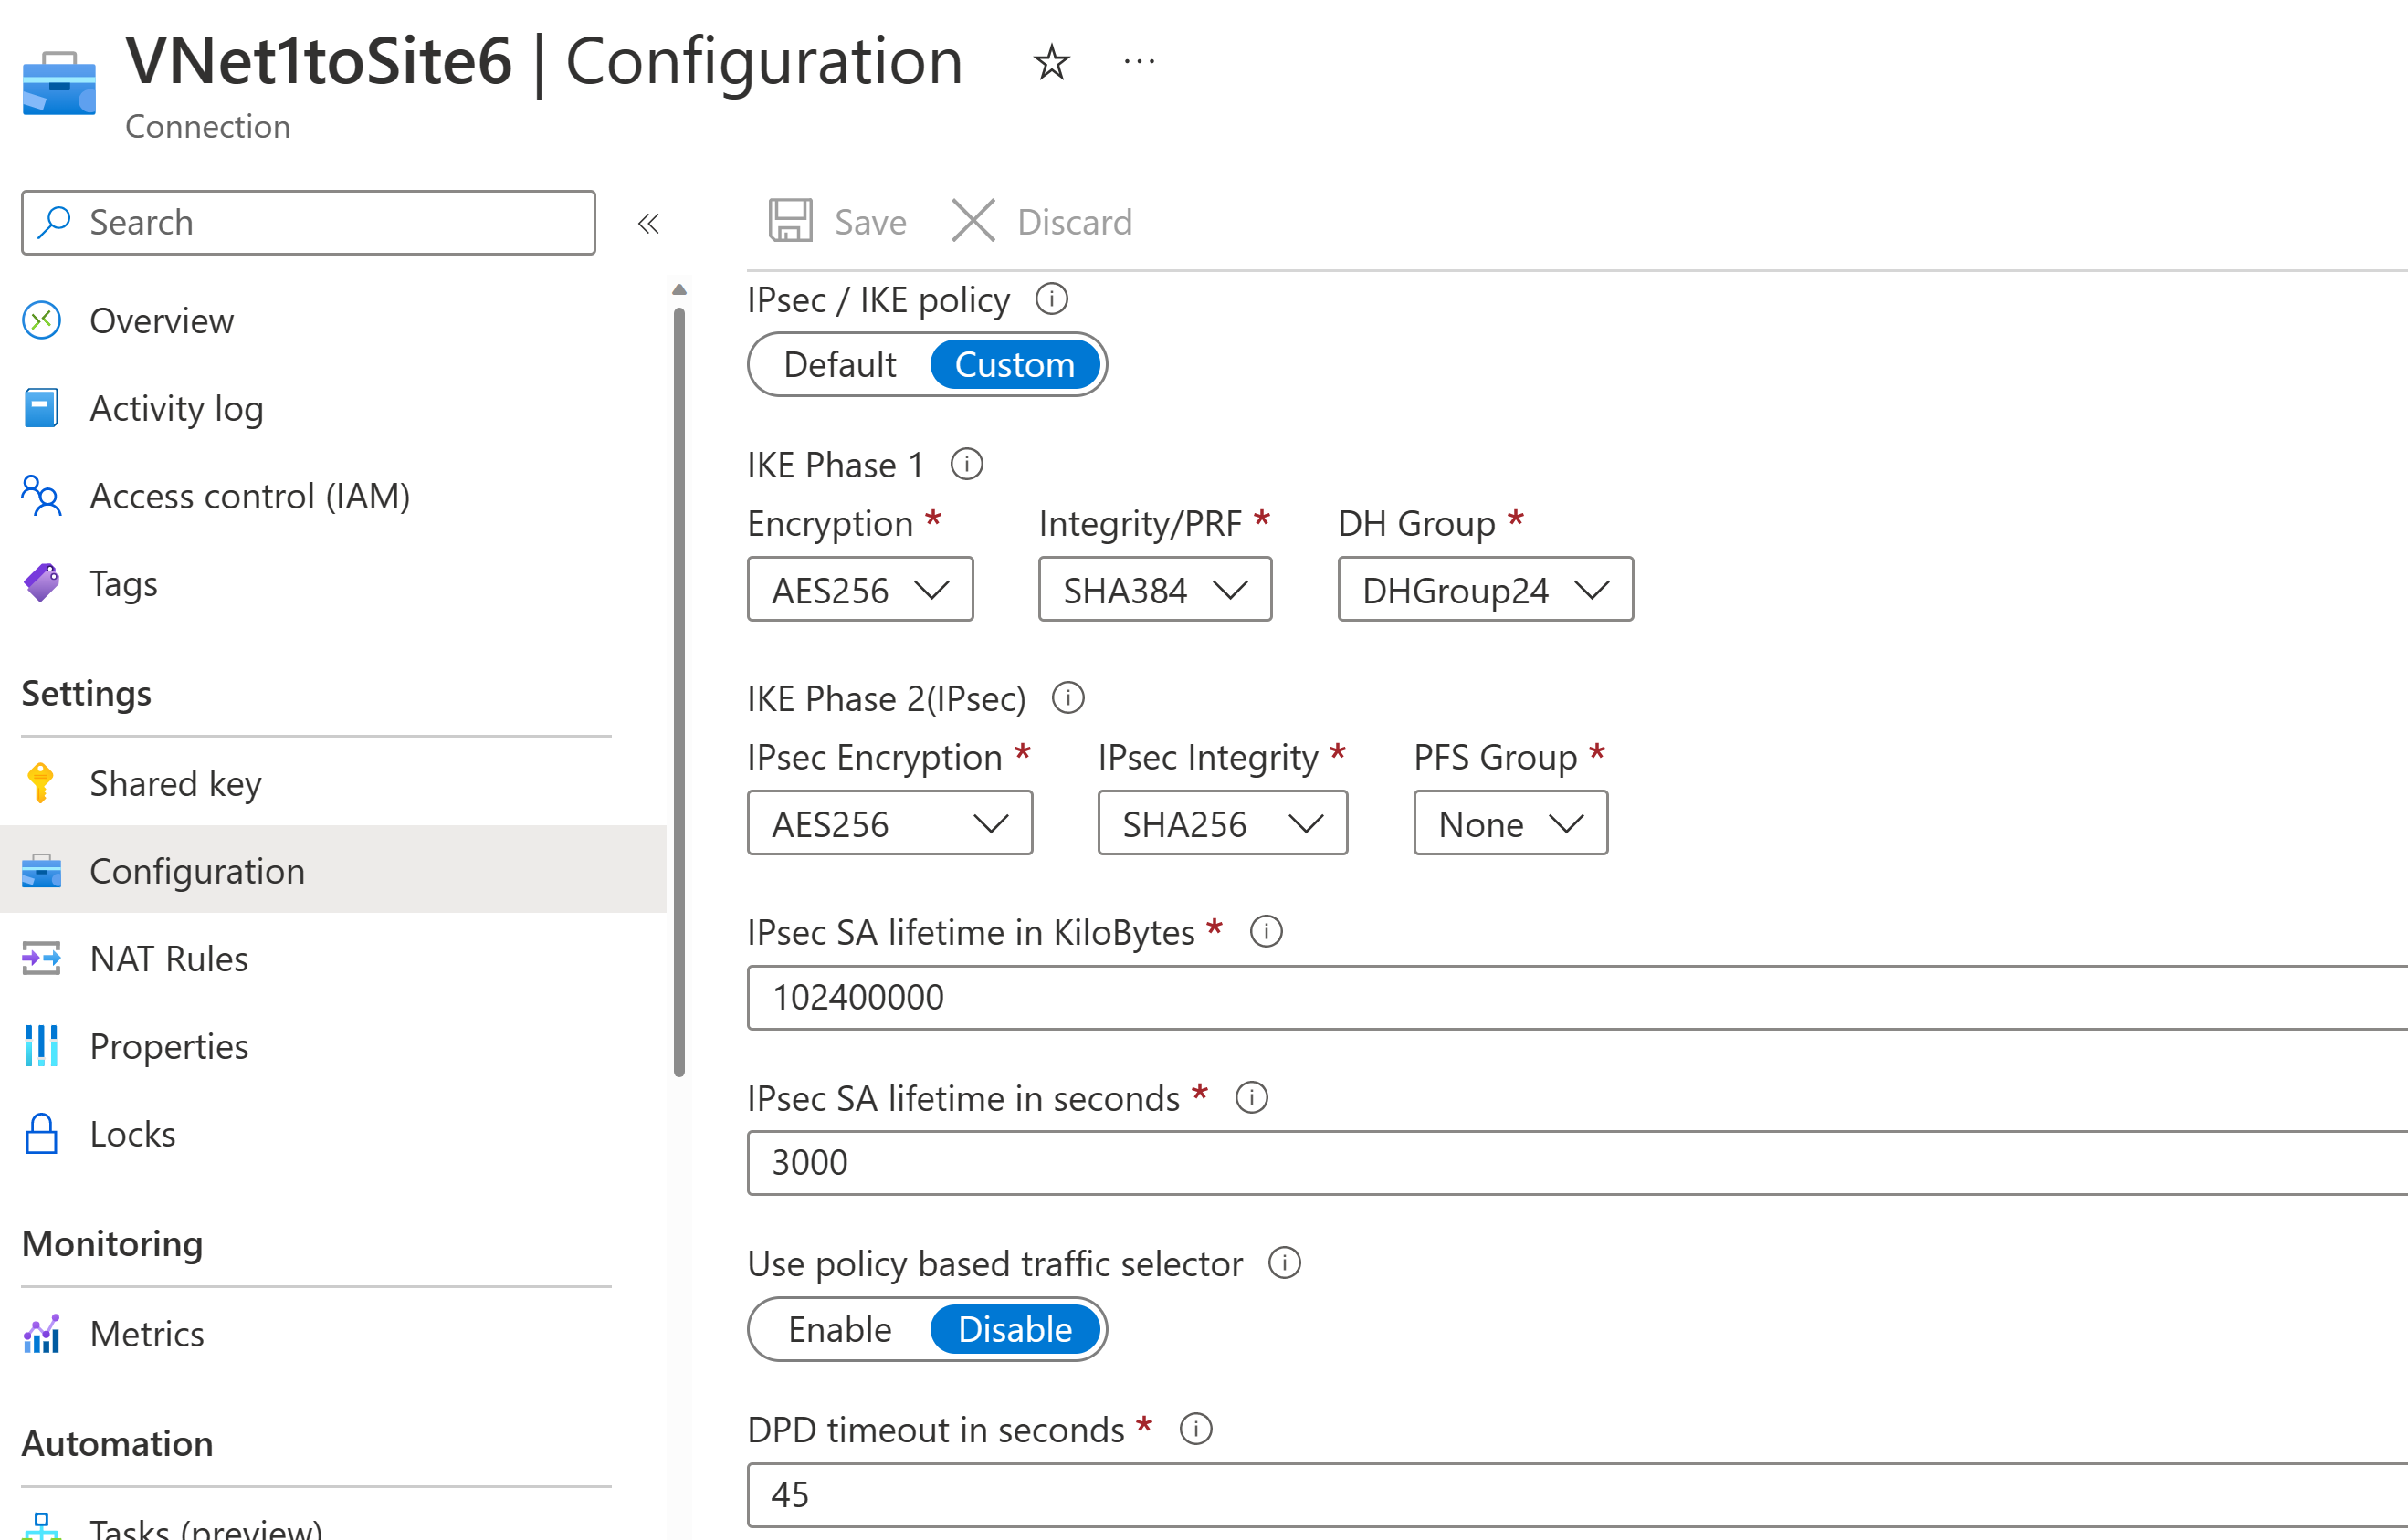 VNet1toSite6 | Configuration
Connection
Search
Overview
Activity log
Access control (IAM)
Tags
Settings
Shared key
Configuration
NAT Rules
Properties
Locks
Monitoring
Metrics
Automation
Tasks (preview)
Save Discard
IPsec / IKE policy
Default Custom
IKE Phase 1
Encryption * Integrity/PRF * DH Group *
AES256 SHA384 DHGroup24
IKE Phase 2(IPsec)
IPsec Encryption * IPsec Integrity * PFS Group *
AES256 SHA256 None
IPsec SA lifetime in KiloBytes *
102400000
IPsec SA lifetime in seconds *
3000
Use policy based traffic selector
Enable Disable
DPD timeout in seconds *
45